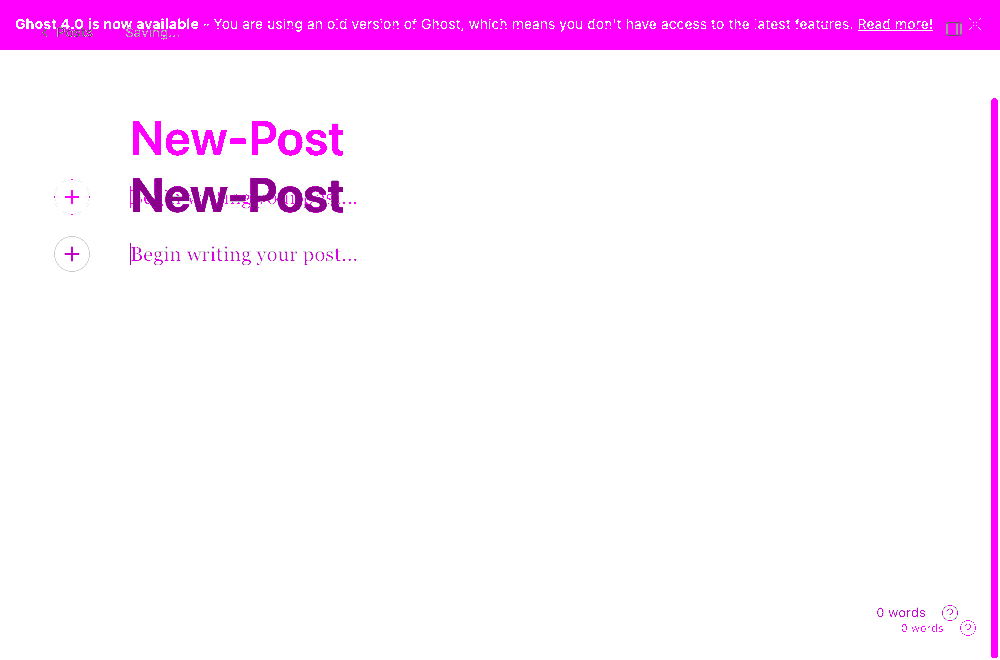 Ghost 4.0 is now available - You are using an old version of Ghost, which means you don't have access to the latest features. Read more!
Posts Saving...
New-Post
New-Post
Begin writing your post...
Begin writing your post...
0 words ?
0 words ?